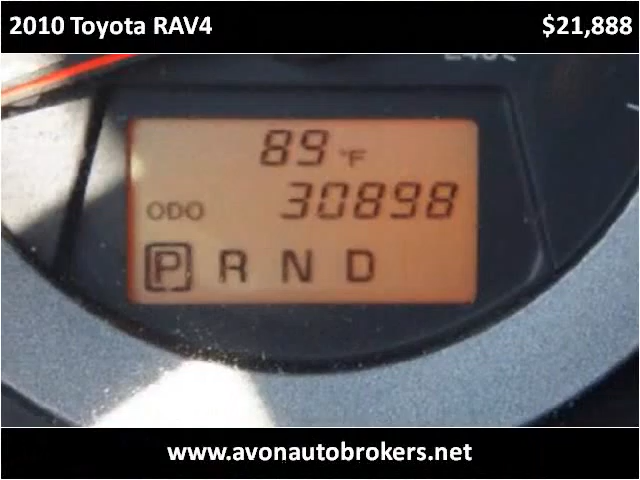 2010 Toyota RAV4 $21,888
89 °F
ODO 30898
P R N D
www.avonautobrokers.net